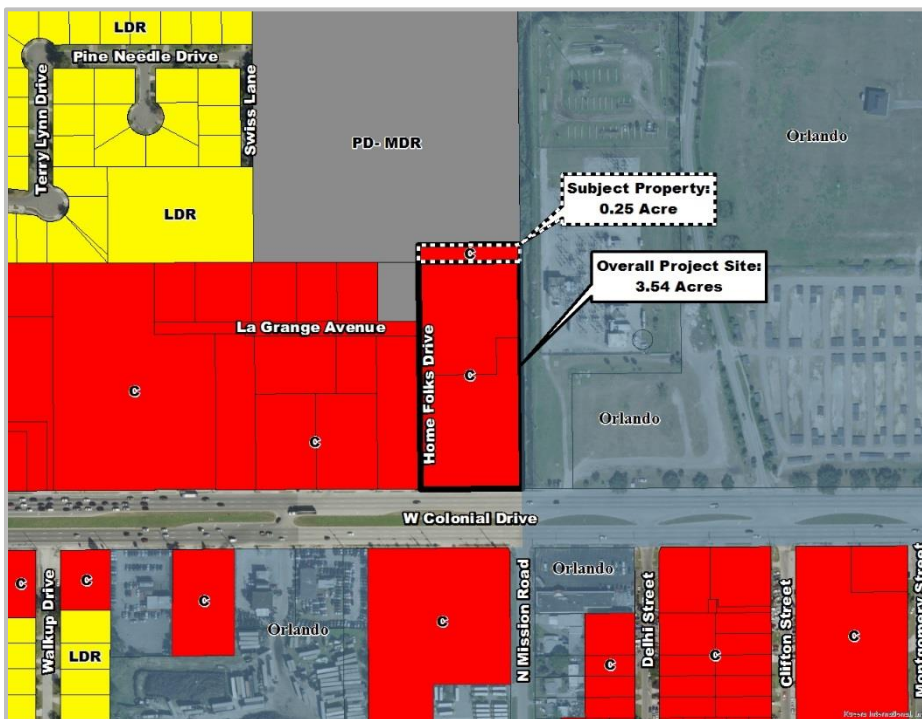 LDR
Pine Needle Drive
Terry Lynn Drive
Swiss Lane
PD- MDR
Orlando
LDR
Subject Property:
0.25 Acre
C
Overall Project Site:
3.54 Acres
La Grange Avenue
Home Folks Drive
C
C
C
Orlando
W Colonial Drive
C
C
Walkup Drive
LDR
C
Orlando
C
N Mission Road
Orlando
C
Delhi Street
C
Clifton Street
C
Montgomery Street